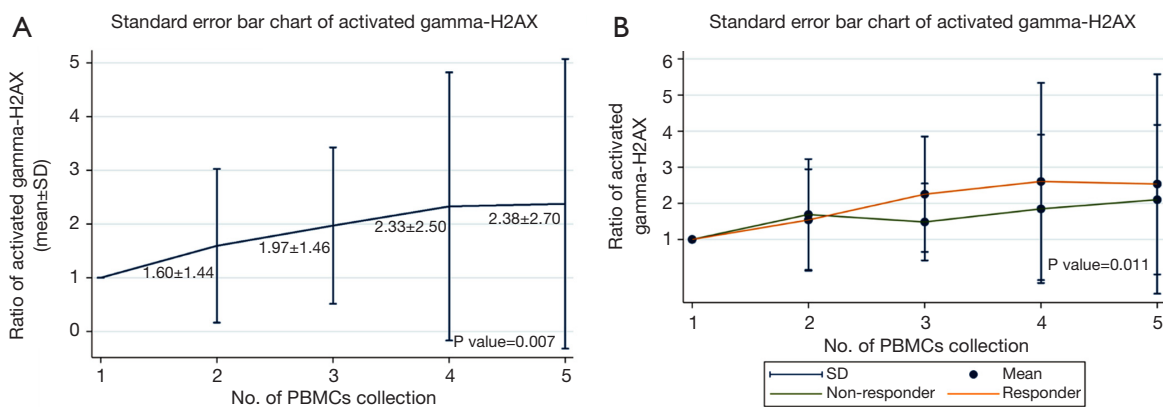 A
Standard error bar chart of activated gamma-H2AX
Ratio of activated gamma-H2AX
(mean±SD)
5
4
3
2
1
0
1.60±1.44
1.97±1.46
2.33±2.50
2.38±2.70
P value=0.007
1 2 3 4 5
No. of PBMCs collection
B
Standard error bar chart of activated gamma-H2AX
Ratio of activated
gamma-H2AX
6
5
4
3
2
1
P value=0.011
1 2 3 4 5
No. of PBMCs collection
SD Mean
Non-responder Responder